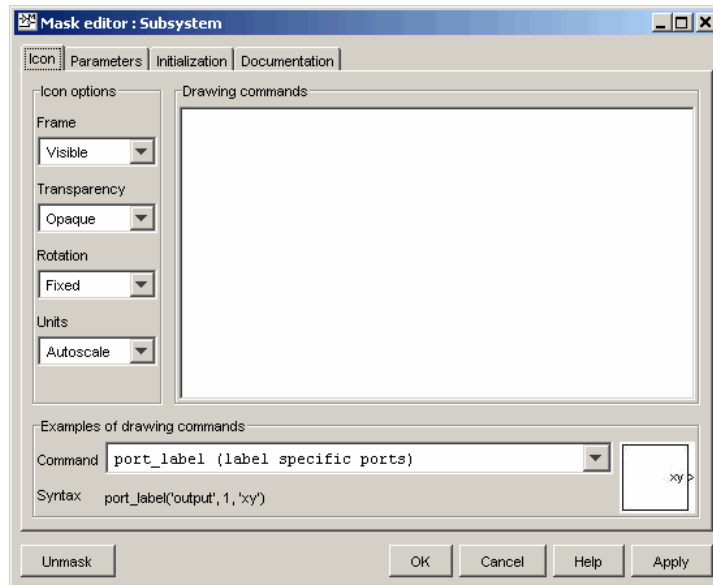 Mask editor : Subsystem
Icon Parameters Initialization Documentation
Icon options
Frame
Visible
Transparency
Opaque
Rotation
Fixed
Units
Autoscale
Drawing commands
Examples of drawing commands
Command port_label (label specific ports)
Syntax port_label('output', 1, 'xy')
xy
Unmask OK Cancel Help Apply